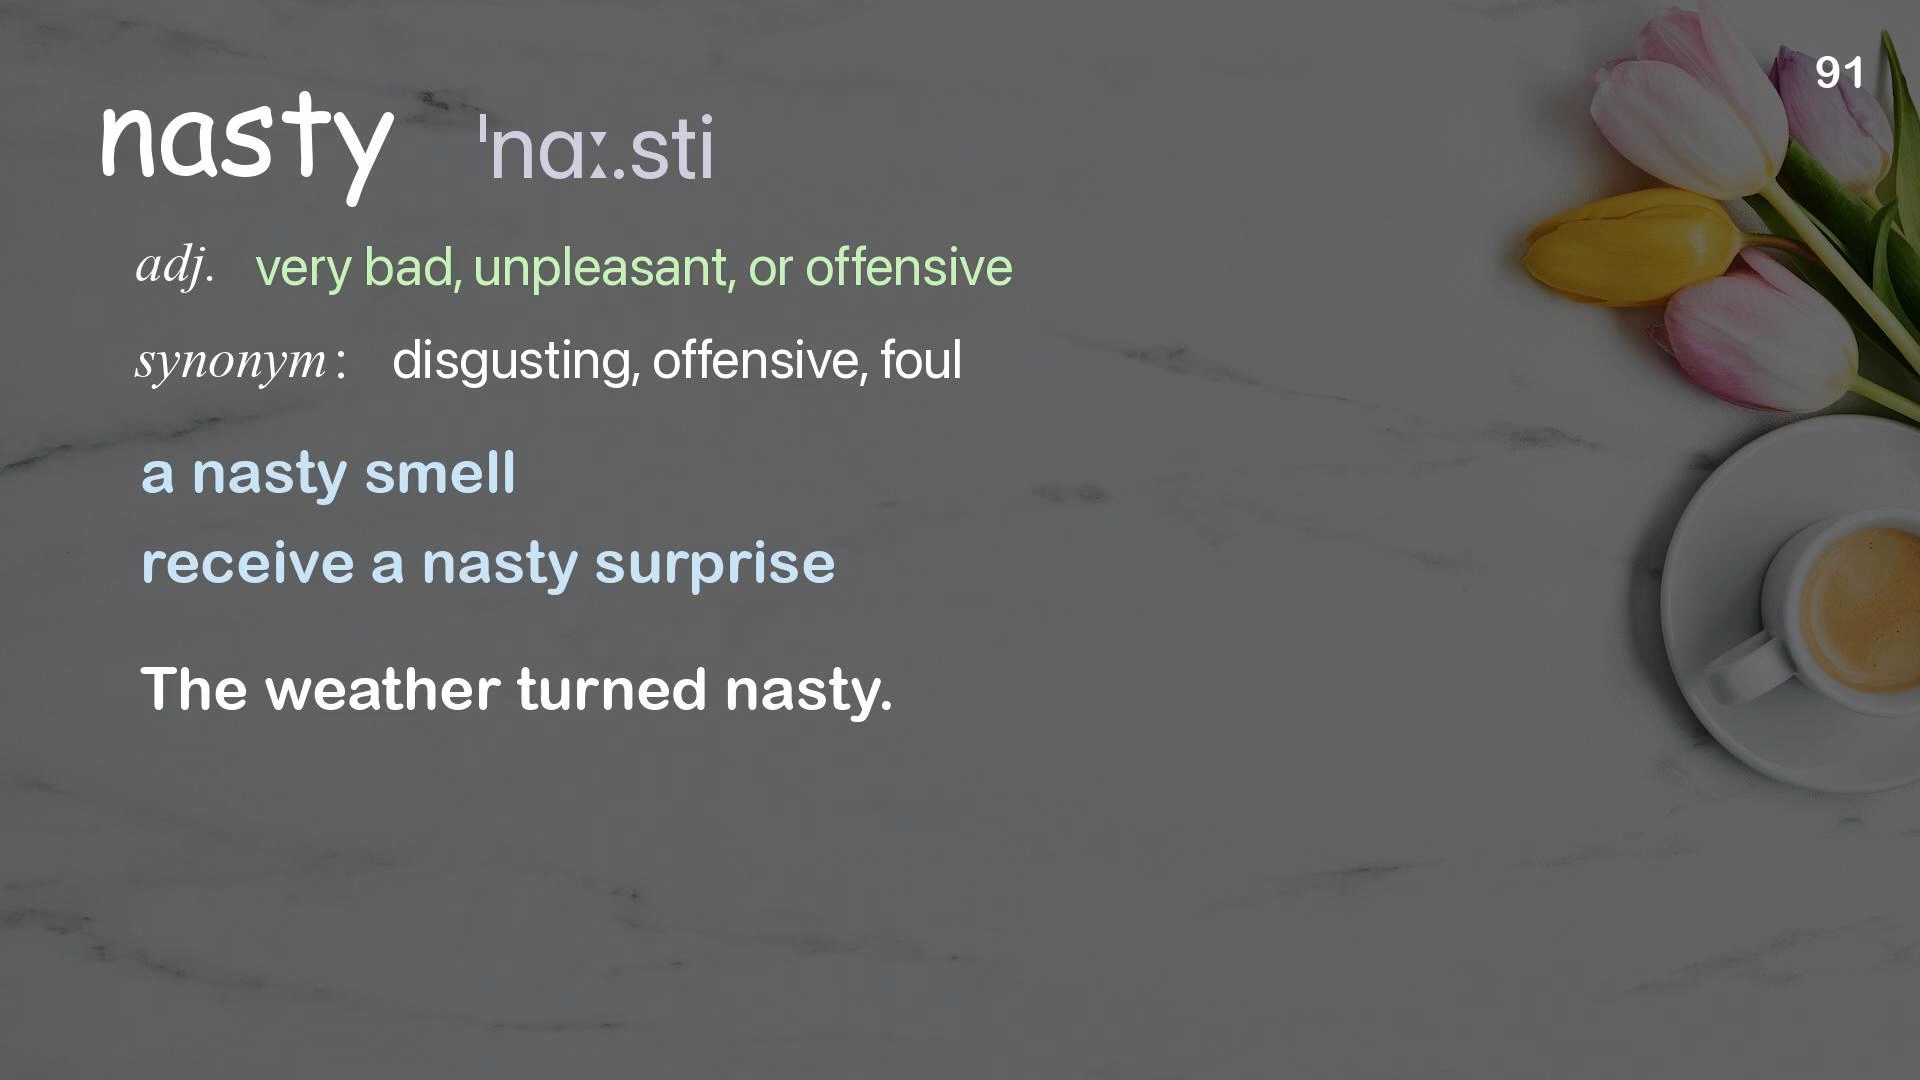 91
nasty ˈnɑː.sti
adj. very bad, unpleasant, or offensive
synonym : disgusting, offensive, foul
a nasty smell
receive a nasty surprise
The weather turned nasty.